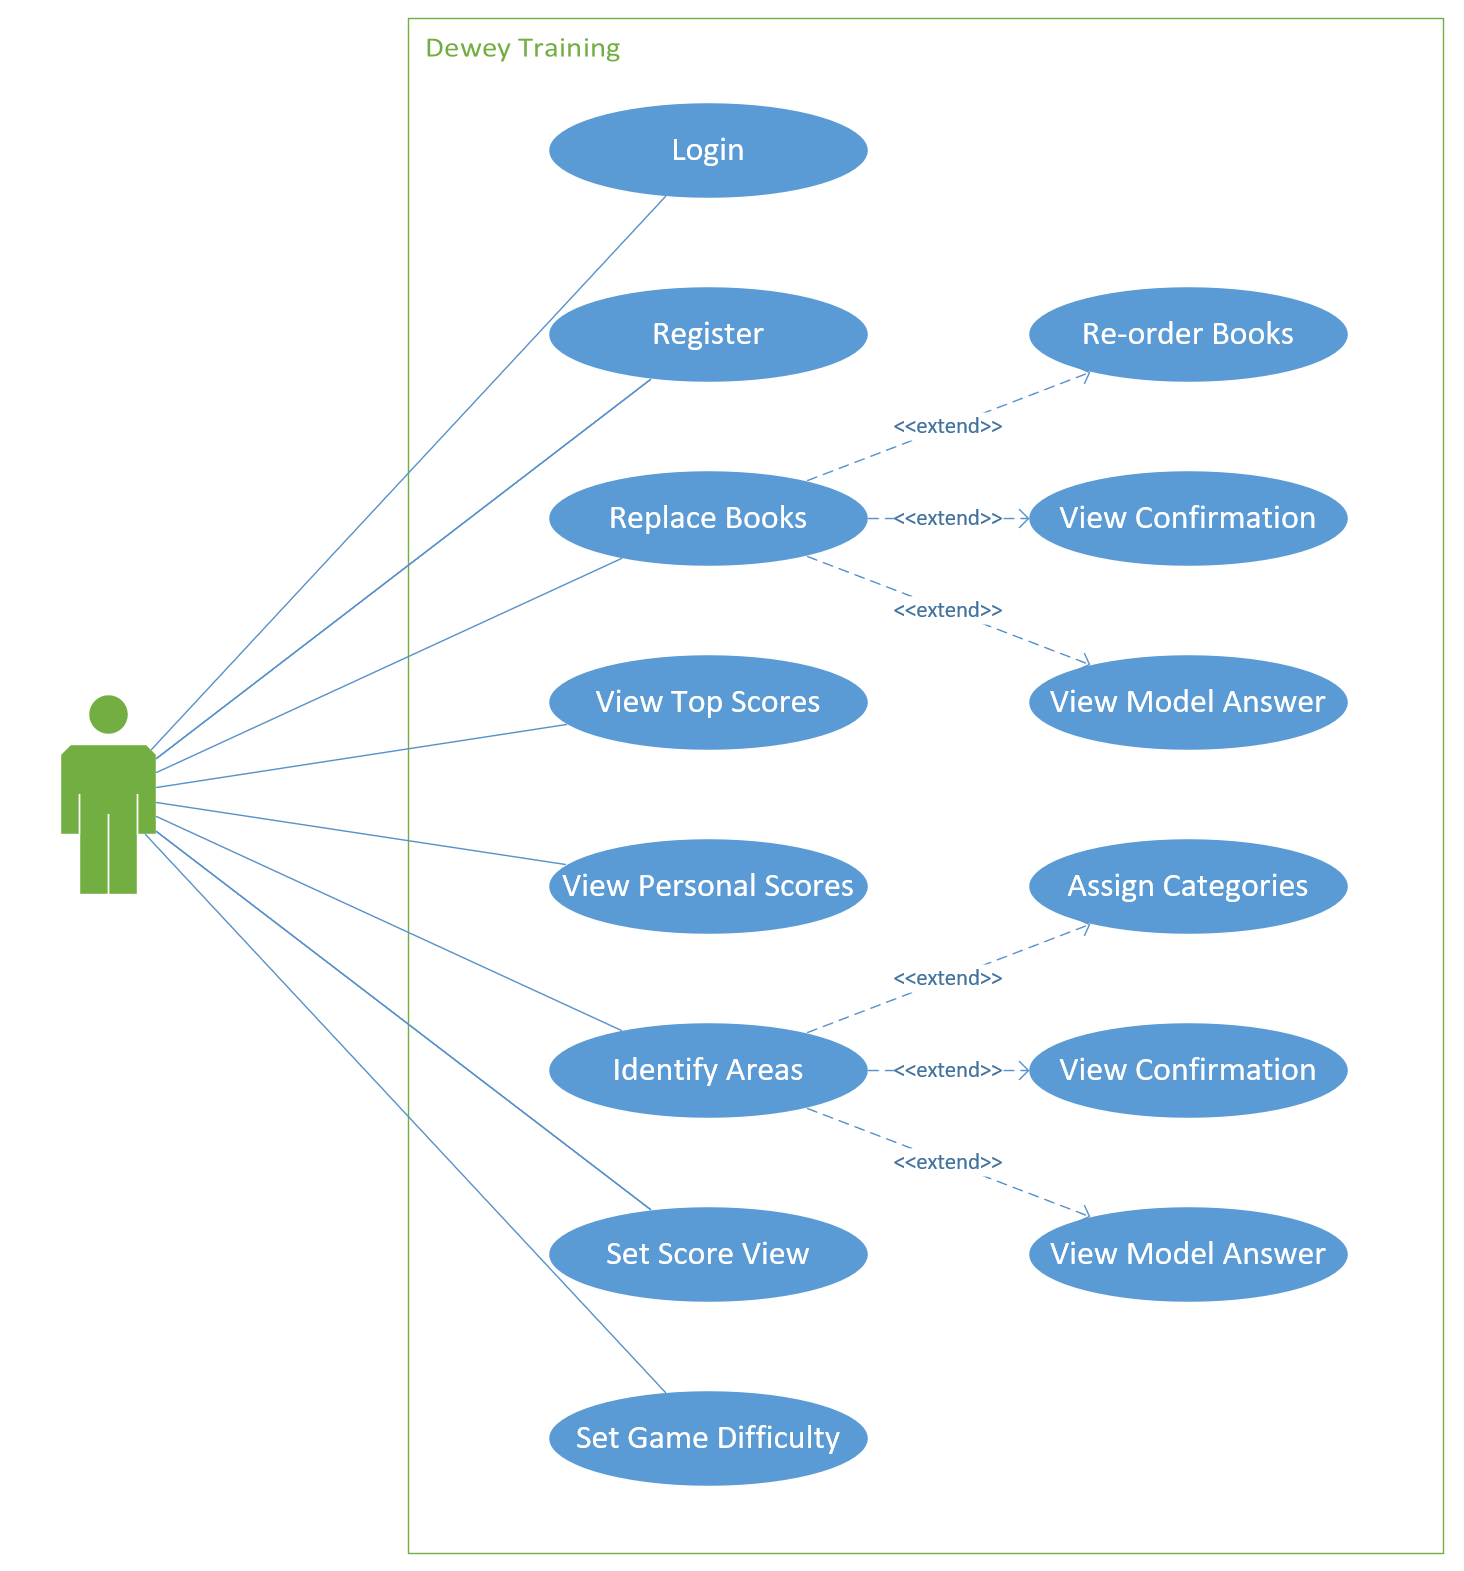 Dewey Training
Login
Register
Re-order Books
<<extend>>
Replace Books
<<extend>>
View Confirmation
<<extend>>
View Top Scores
View Model Answer
View Personal Scores
Assign Categories
<<extend>>
Identify Areas
<<extend>>
View Confirmation
<<extend>>
Set Score View
View Model Answer
Set Game Difficulty